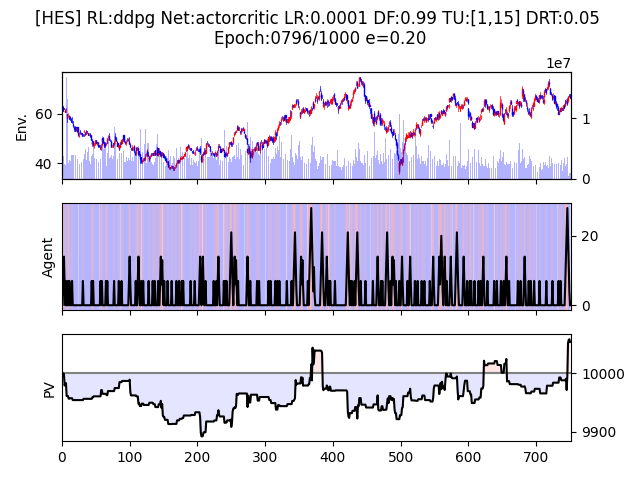 [HES] RL:ddpg Net:actorcritic LR:0.0001 DF:0.99 TU:[1,15] DRT:0.05
Epoch:0796/1000 e=0.20
1e7
Env.
60
40
1
0
Agent
20
0
PV
10000
9900
0 100 200 300 400 500 600 700